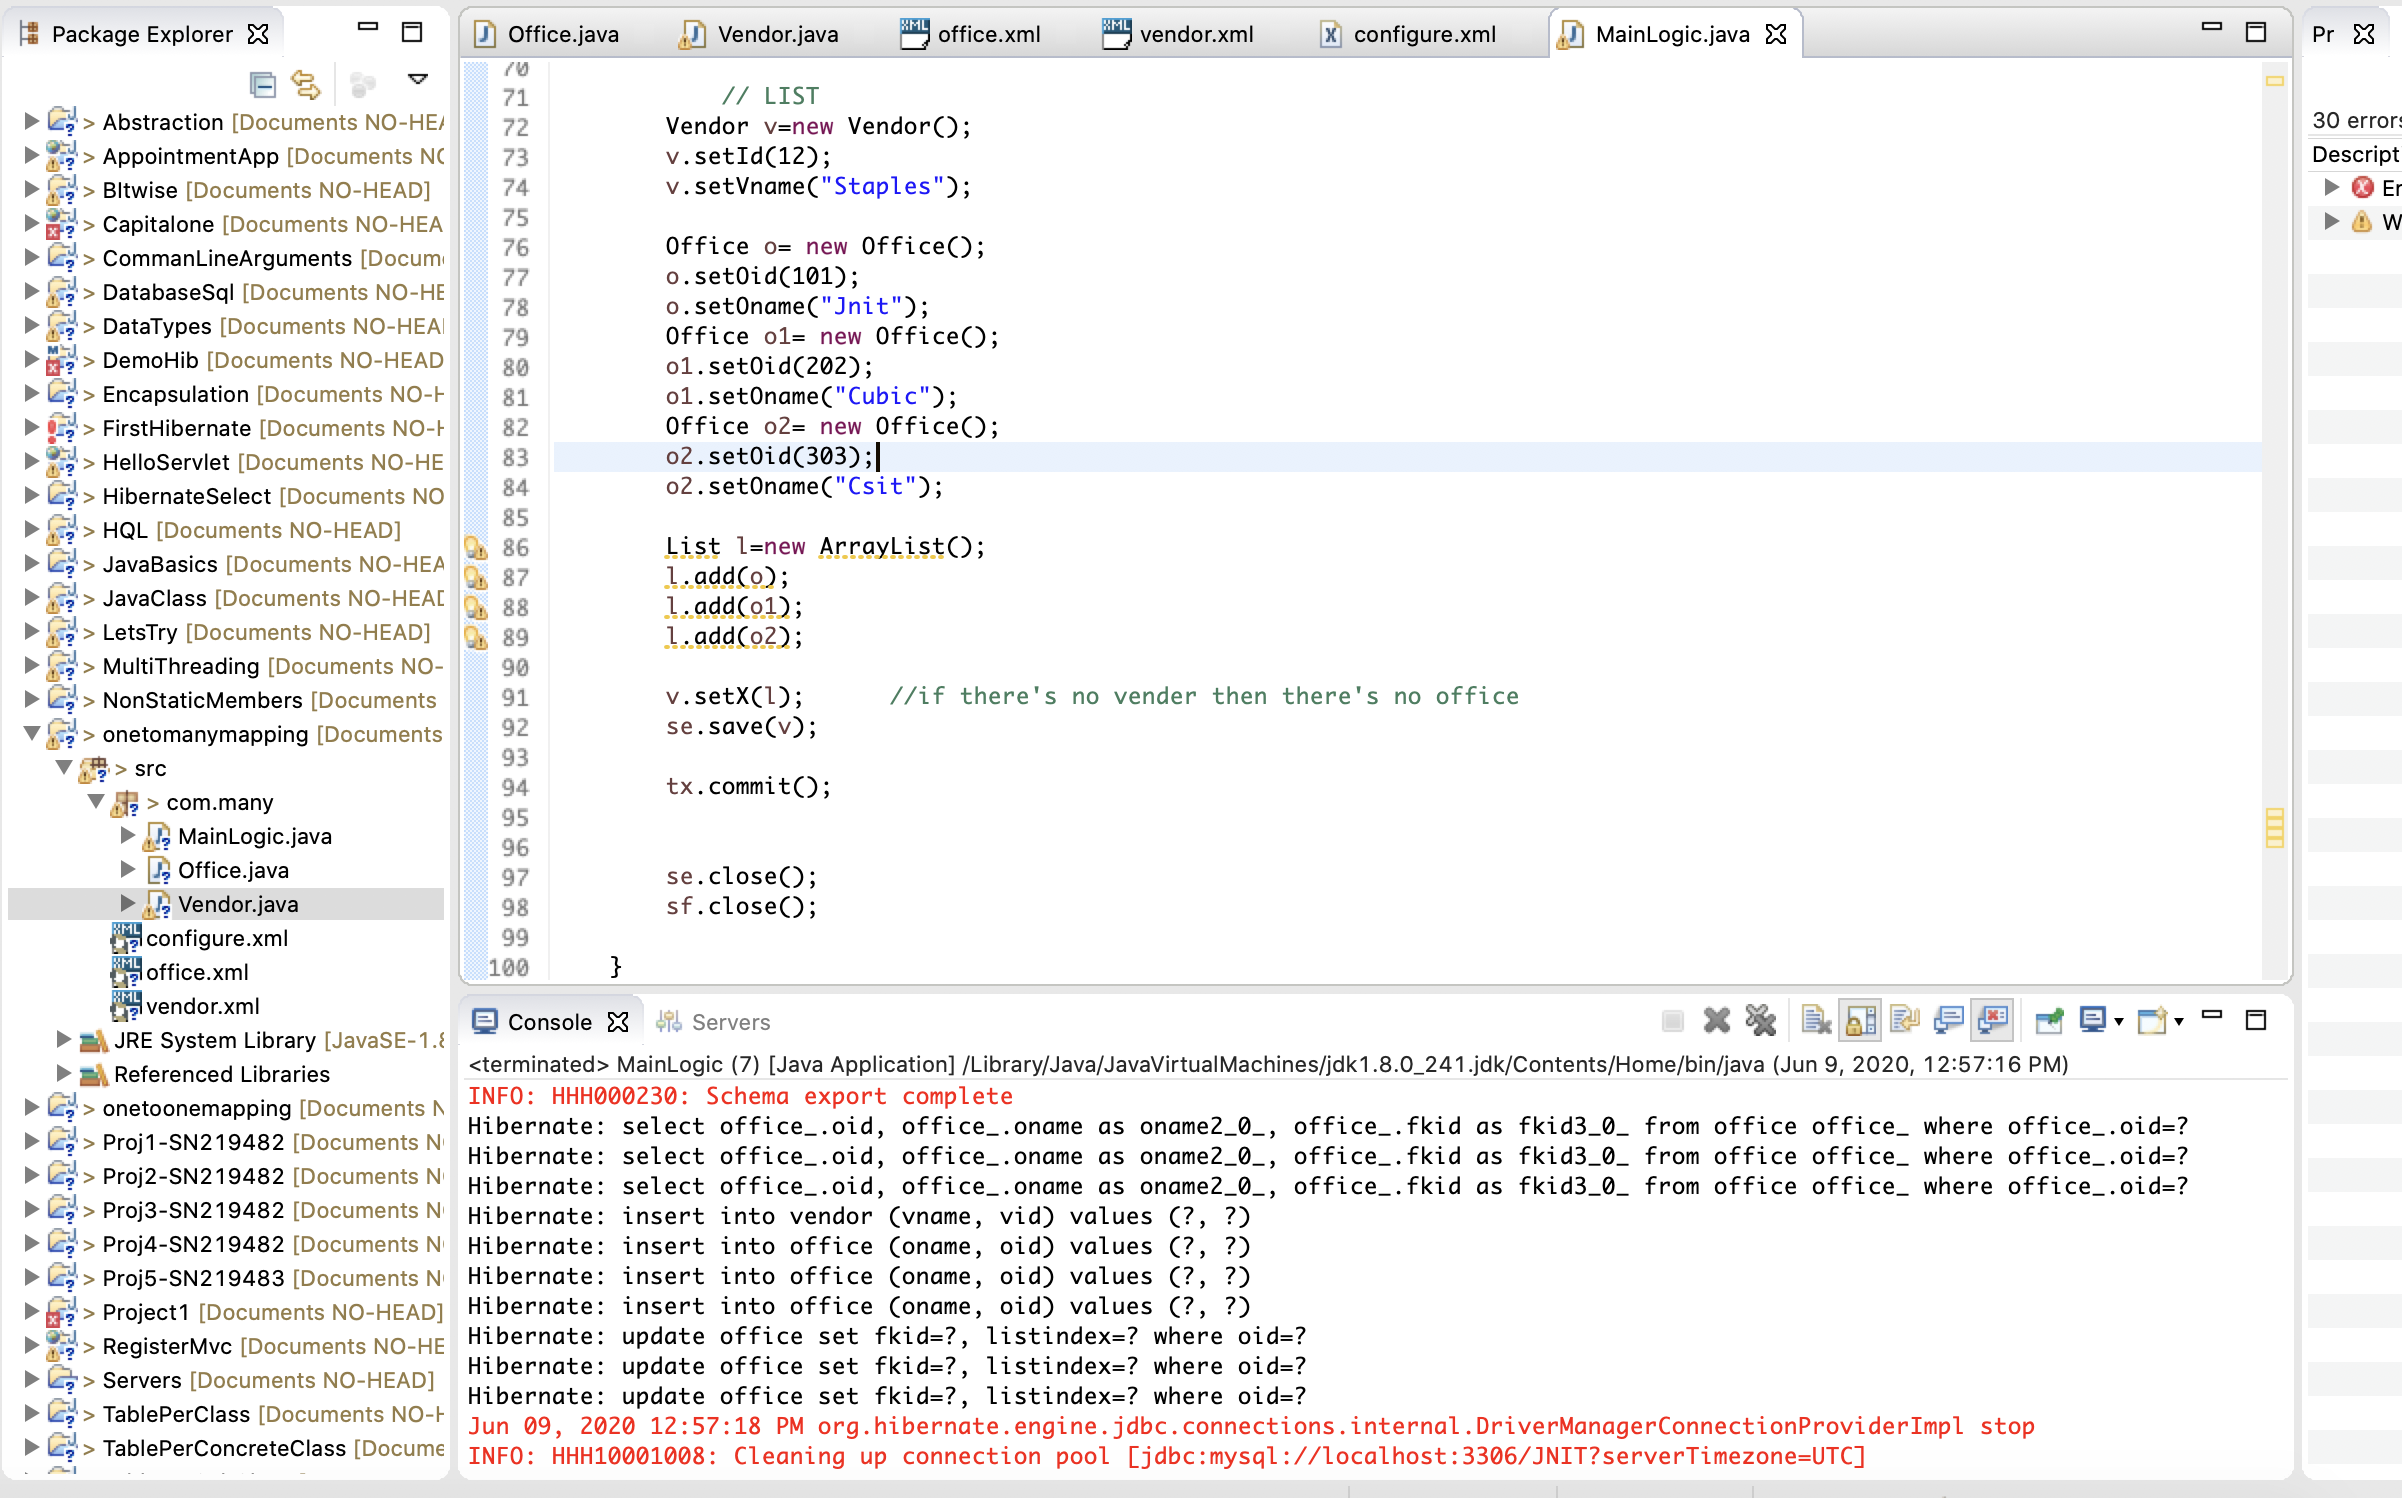 Package Explorer
> Abstraction [Documents NO-HEA
> AppointmentApp [Documents NO
> BItwise [Documents NO-HEAD]
> Capitalone [Documents NO-HEA
> CommanLineArguments [Docum
> DatabaseSql [Documents NO-HE
> DataTypes [Documents NO-HEA
> DemoHib [Documents NO-HEAD
> Encapsulation [Documents NO-H
> FirstHibernate [Documents NO-H
> HelloServlet [Documents NO-HE
> HibernateSelect [Documents NO
> HQL [Documents NO-HEAD]
> JavaBasics [Documents NO-HEA
> JavaClass [Documents NO-HEAD
> LetsTry [Documents NO-HEAD]
> MultiThreading [Documents NO-
> NonStaticMembers [Documents
> onetomanymapping [Documents
> src
> com.many
MainLogic.java
Office.java
Vendor.java
configure.xml
office.xml
vendor.xml
JRE System Library [JavaSE-1.8
Referenced Libraries
> onetoonemapping [Documents N
> Proj1-SN219482 [Documents N
> Proj2-SN219482 [Documents N
> Proj3-SN219482 [Documents N
> Proj4-SN219482 [Documents N
> Proj5-SN219483 [Documents N
> Project1 [Documents NO-HEAD]
> RegisterMvc [Documents NO-HE
> Servers [Documents NO-HEAD]
> TablePerClass [Documents NO-H
> TablePerConcreteClass [Docume
Office.java Vendor.java office.xml vendor.xml configure.xml MainLogic.java
70
71 // LIST
72 Vendor v=new Vendor();
73 v.setId(12);
74 v.setVname("Staples");
75
76 Office o= new Office();
77 o.setOid(101);
78 o.setOname("Jnit");
79 Office o1= new Office();
80 o1.setOid(202);
81 o1.setOname("Cubic");
82 Office o2= new Office();
83 o2.setOid(303);
84 o2.setOname("Csit");
85
86 List l=new ArrayList();
87 l.add(o);
88 l.add(o1);
89 l.add(o2);
90
91 v.setX(l); //if there's no vender then there's no office
92 se.save(v);
93
94 tx.commit();
95
96
97 se.close();
98 sf.close();
99
100 }
Console Servers
<terminated> MainLogic (7) [Java Application] /Library/Java/JavaVirtualMachines/jdk1.8.0_241.jdk/Contents/Home/bin/java (Jun 9, 2020, 12:57:16 PM)
INFO: HHH000230: Schema export complete
Hibernate: select office_.oid, office_.oname as oname2_0_, office_.fkid as fkid3_0_ from office office_ where office_.oid=?
Hibernate: select office_.oid, office_.oname as oname2_0_, office_.fkid as fkid3_0_ from office office_ where office_.oid=?
Hibernate: select office_.oid, office_.oname as oname2_0_, office_.fkid as fkid3_0_ from office office_ where office_.oid=?
Hibernate: insert into vendor (vname, vid) values (?, ?)
Hibernate: insert into office (oname, oid) values (?, ?)
Hibernate: insert into office (oname, oid) values (?, ?)
Hibernate: insert into office (oname, oid) values (?, ?)
Hibernate: update office set fkid=?, listindex=? where oid=?
Hibernate: update office set fkid=?, listindex=? where oid=?
Hibernate: update office set fkid=?, listindex=? where oid=?
Jun 09, 2020 12:57:18 PM org.hibernate.engine.jdbc.connections.internal.DriverManagerConnectionProviderImpl stop
INFO: HHH10001008: Cleaning up connection pool [jdbc:mysql://localhost:3306/JNIT?serverTimezone=UTC]
Pr
30 errors
Descript
Er
W